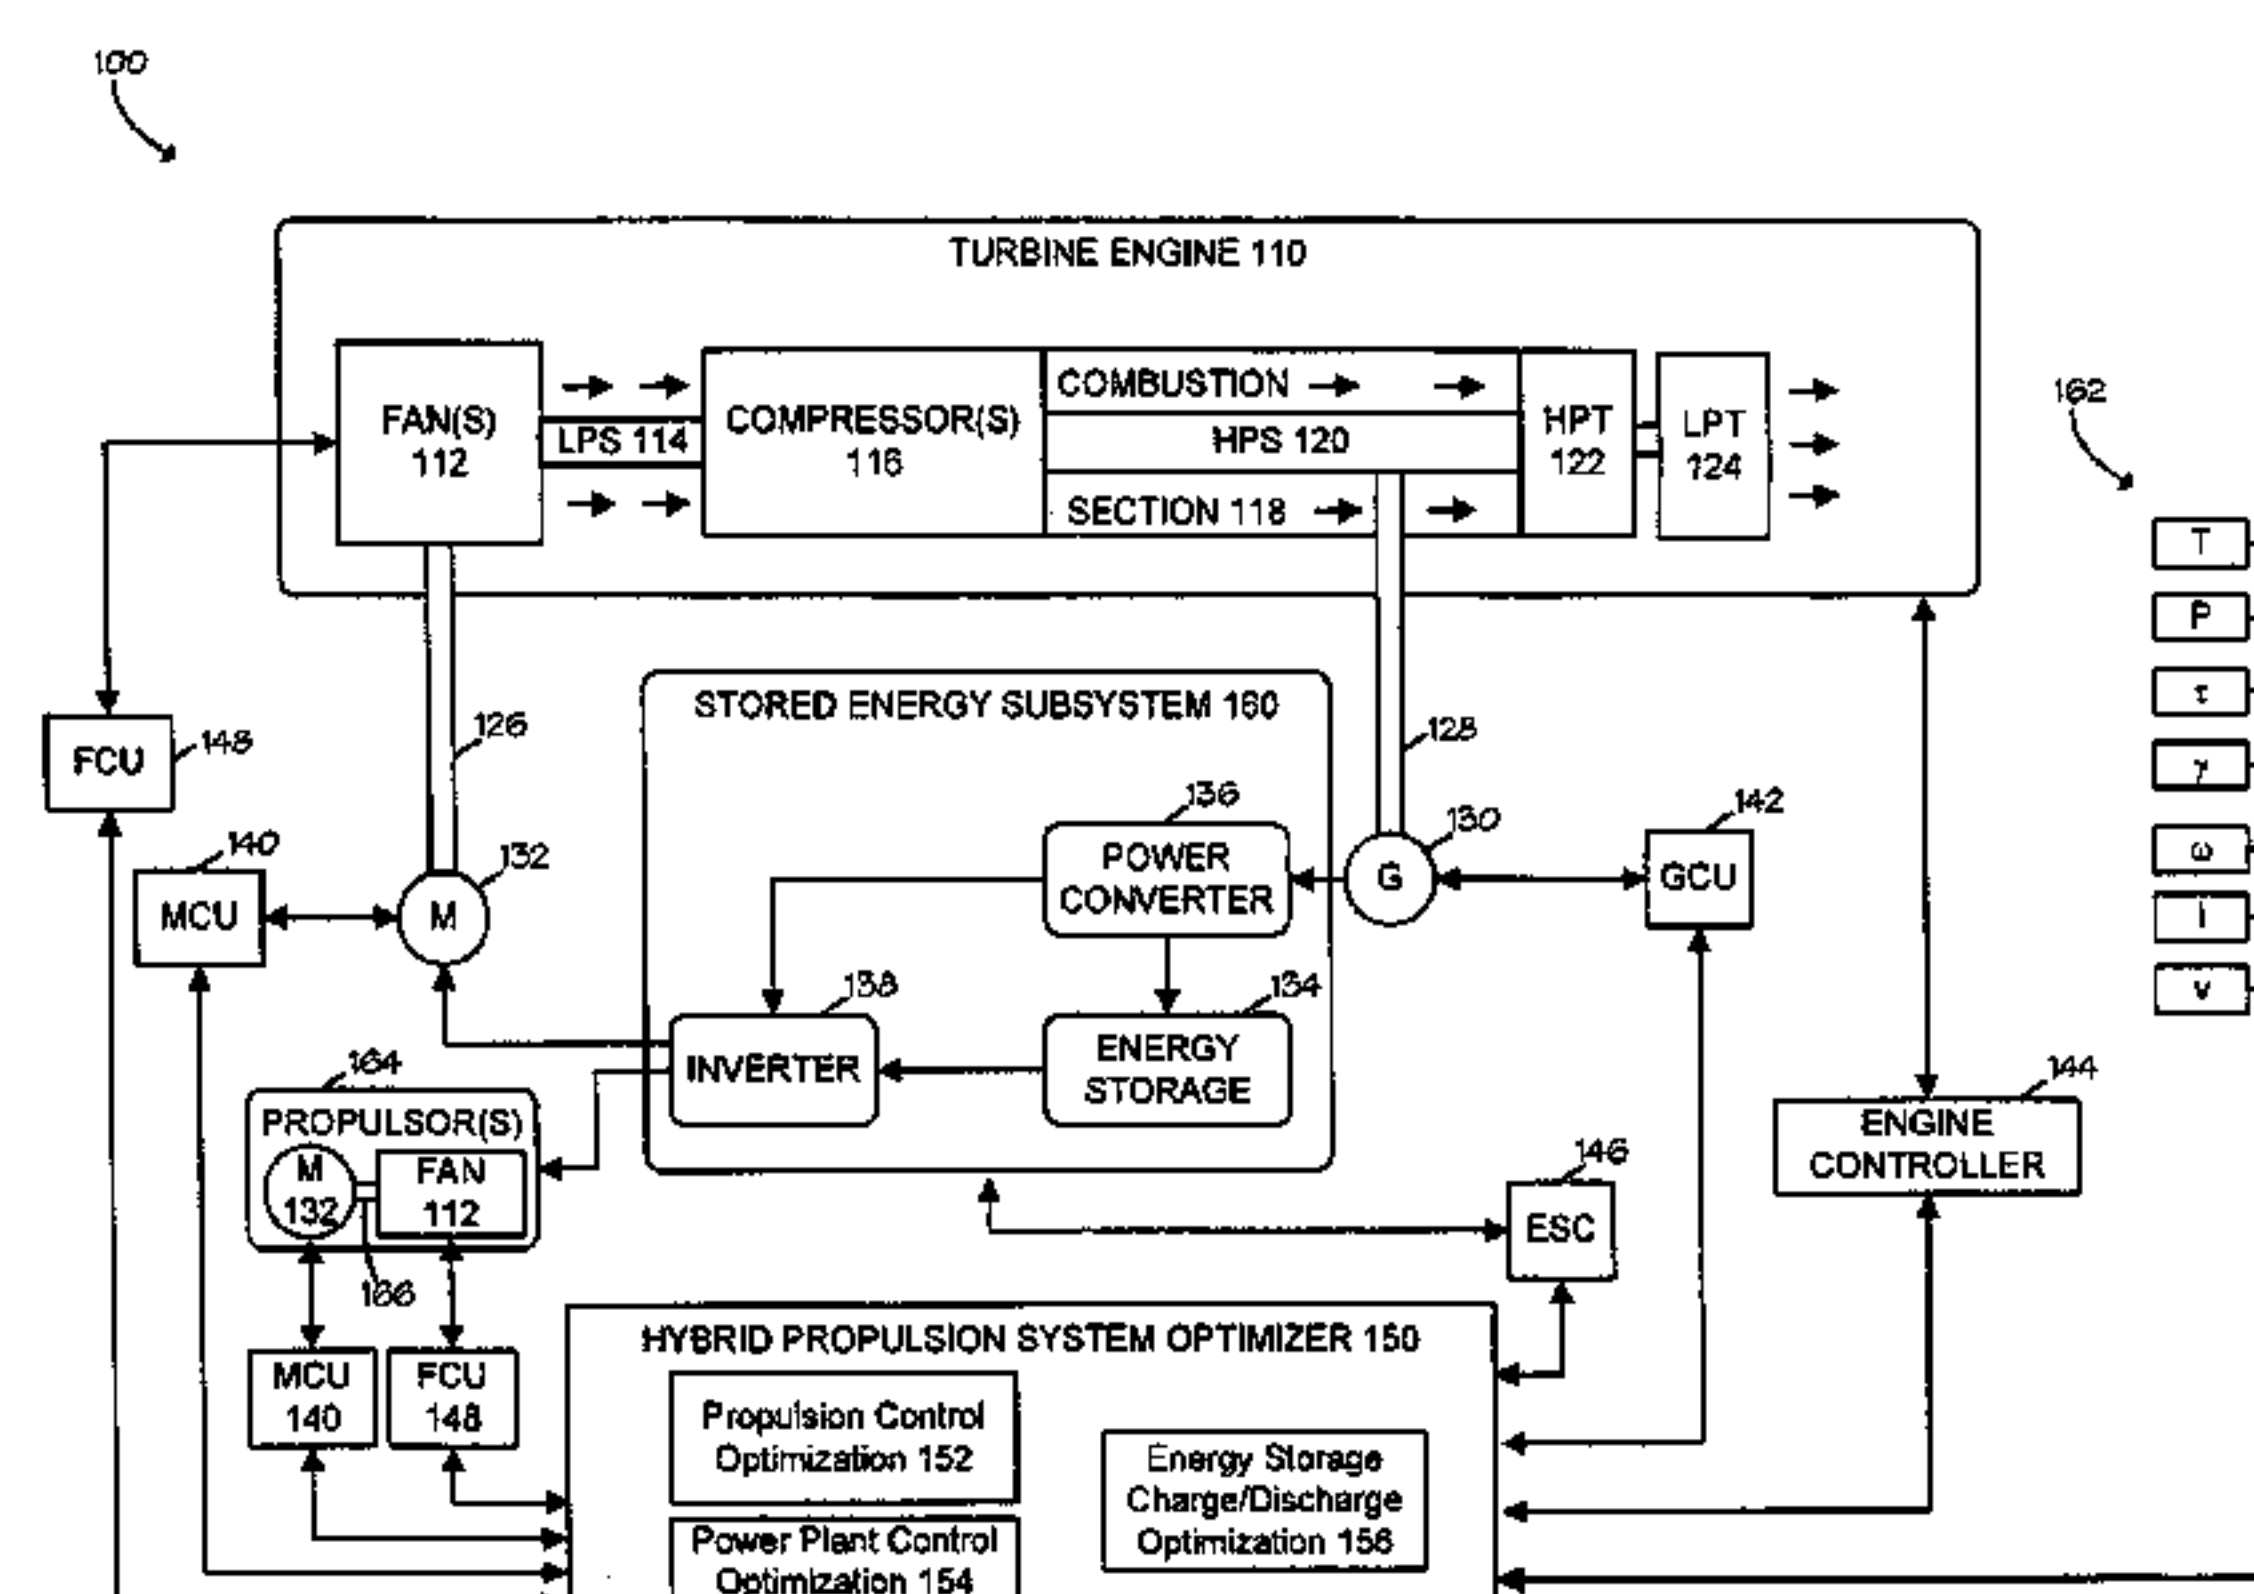 100
TURBINE ENGINE 110
FAN(S)
112
LPS 114
COMPRESSOR(S)
116
COMBUSTION
HPS 120
SECTION 118
HPT
122
LPT
124
162
T
P
τ
γ
ω
I
V
FCU
148
126
STORED ENERGY SUBSYSTEM 160
128
136
POWER
CONVERTER
130
G
142
GCU
140
MCU
132
M
138
INVERTER
134
ENERGY
STORAGE
164
PROPULSOR(S)
M
132
FAN
112
166
144
ENGINE
CONTROLLER
146
ESC
MCU
140
FCU
148
HYBRID PROPULSION SYSTEM OPTIMIZER 150
Propulsion Control
Optimization 152
Energy Storage
Charge/Discharge
Optimization 156
Power Plant Control
Optimization 154